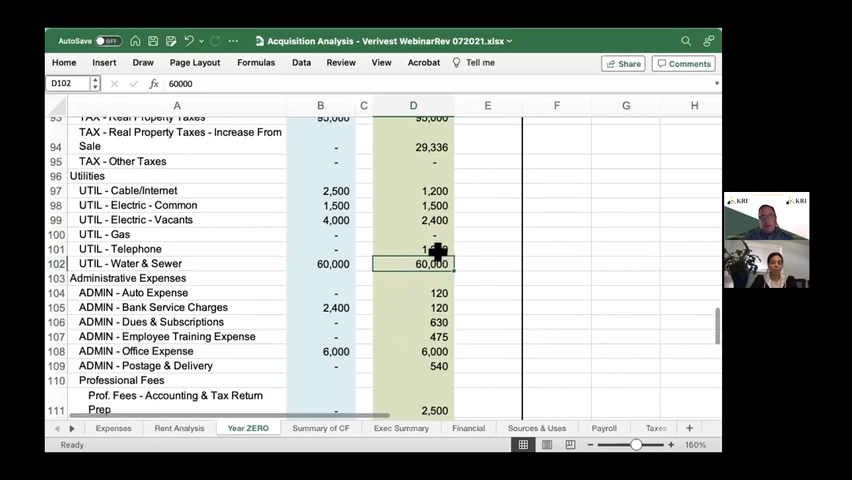 AutoSave OFF Acquisition Analysis - Verivest WebinarRev 072021.xlsx
Home Insert Draw Page Layout Formulas Data Review View Acrobat Tell me Share Comments
D102 fx 60000
A B C D E F G H
93 TAX - Real Property Taxes 95,000 95,000
TAX - Real Property Taxes - Increase From
94 Sale - 29,336
95 TAX - Other Taxes - -
96 Utilities
97 UTIL - Cable/Internet 2,500 1,200
98 UTIL - Electric - Common 1,500 1,500
99 UTIL - Electric - Vacants 4,000 2,400
100 UTIL - Gas - -
101 UTIL - Telephone -
102 UTIL - Water & Sewer 60,000 60,000
103 Administrative Expenses
104 ADMIN - Auto Expense - 120
105 ADMIN - Bank Service Charges 2,400 120
106 ADMIN - Dues & Subscriptions - 630
107 ADMIN - Employee Training Expense - 475
108 ADMIN - Office Expense 6,000 6,000
109 ADMIN - Postage & Delivery - 540
110 Professional Fees
Prof. Fees - Accounting & Tax Return
111 Prep - 2,500
Expenses Rent Analysis Year ZERO Summary of CF Exec Summary Financial Sources & Uses Payroll Taxes
Ready 150%
KRI KRI